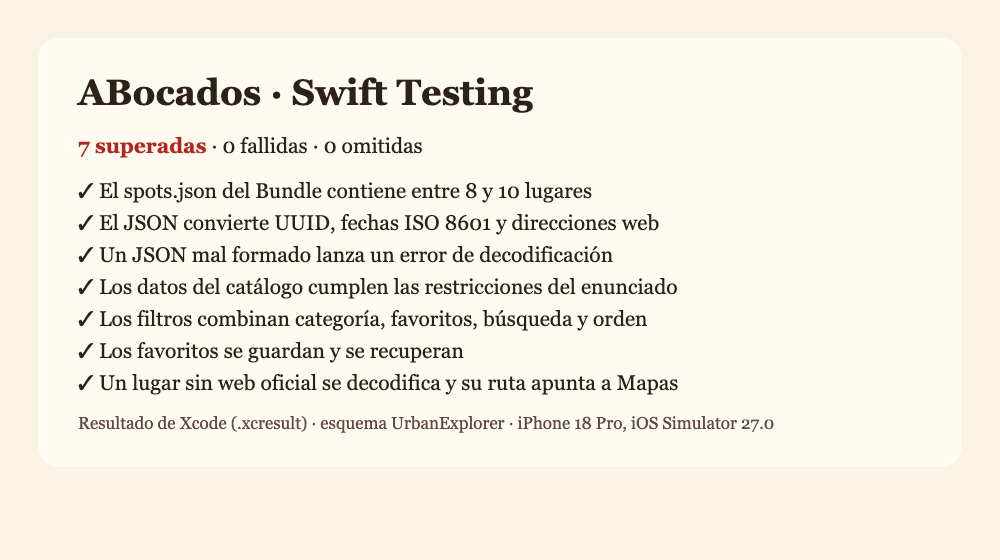 ABocados · Swift Testing
7 superadas · 0 fallidas · 0 omitidas
✓ El spots.json del Bundle contiene entre 8 y 10 lugares
✓ El JSON convierte UUID, fechas ISO 8601 y direcciones web
✓ Un JSON mal formado lanza un error de decodificación
✓ Los datos del catálogo cumplen las restricciones del enunciado
✓ Los filtros combinan categoría, favoritos, búsqueda y orden
✓ Los favoritos se guardan y se recuperan
✓ Un lugar sin web oficial se decodifica y su ruta apunta a Mapas
Resultado de Xcode (.xcresult) · esquema UrbanExplorer · iPhone 18 Pro, iOS Simulator 27.0